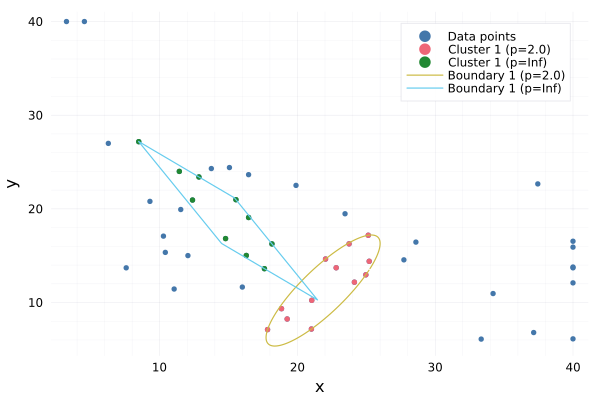 40
30
20
10
y
10
20
30
40
x
Data points
Cluster 1 (p=2.0)
Cluster 1 (p=Inf)
Boundary 1 (p=2.0)
Boundary 1 (p=Inf)